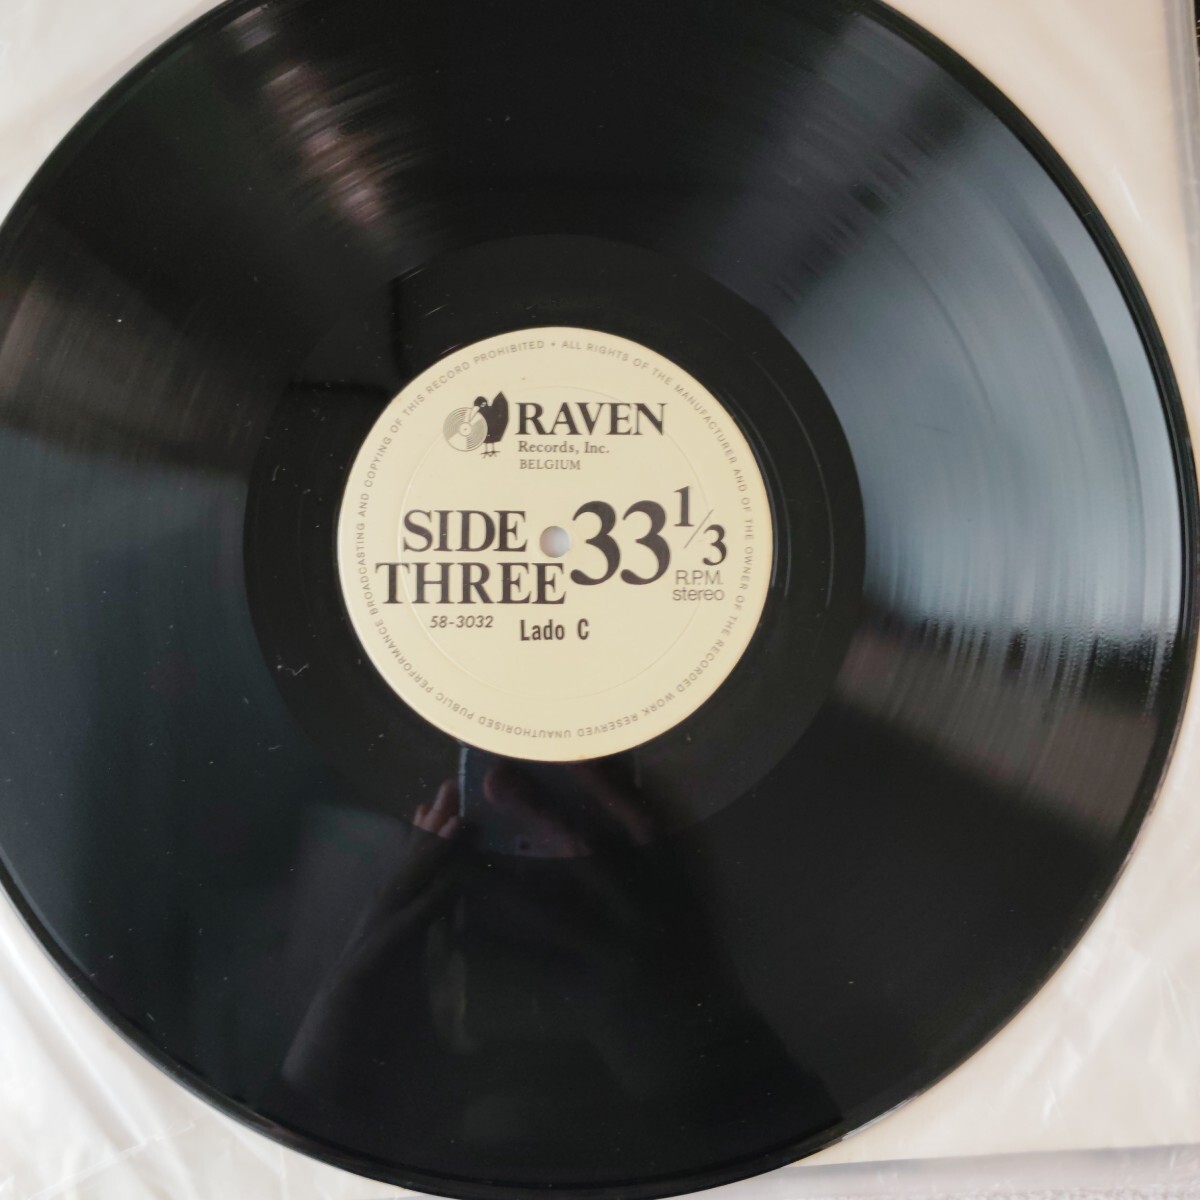 RAVEN
Records, Inc.
BELGIUM
SIDE
THREE
33 1/3
R.P.M.
stereo
58-3032
Lado C
ALL RIGHTS OF THE MANUFACTURER AND OF THE OWNER OF THE RECORDED WORK RESERVED UNAUTHORISED PUBLIC PERFORMANCE BROADCASTING AND COPYING OF THIS RECORD PROHIBITED •